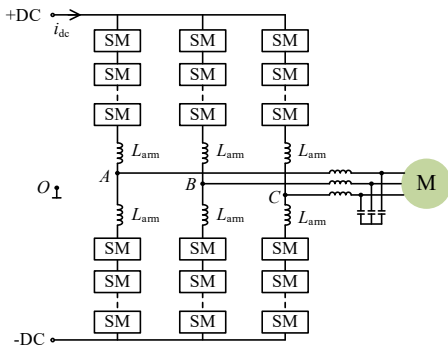 +DC
i_dc
SM SM SM
SM SM SM
SM SM SM
L_arm L_arm L_arm
A
B
M
O
C
L_arm L_arm L_arm
SM SM SM
SM SM SM
SM SM SM
-DC